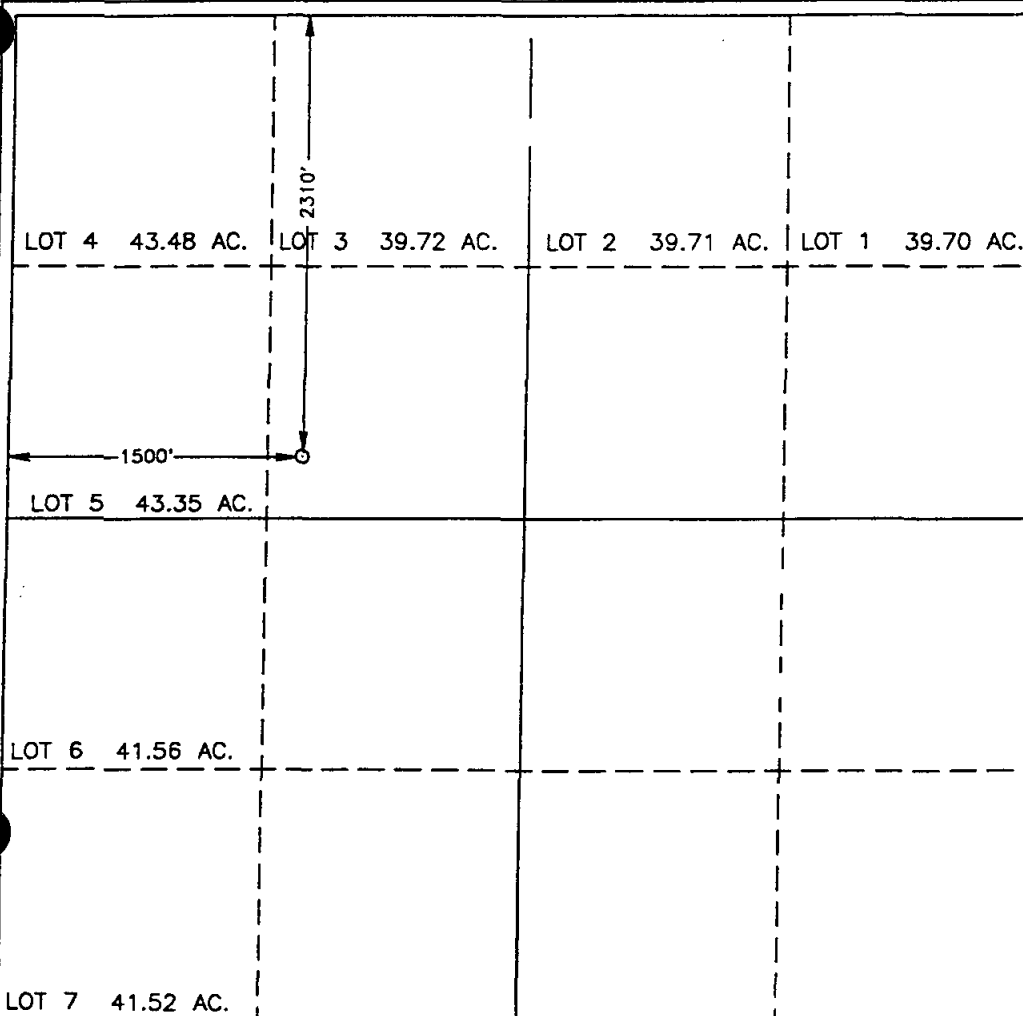 2310'
LOT 4 43.48 AC.
LOT 3 39.72 AC.
LOT 2 39.71 AC.
LOT 1 39.70 AC.
1500'
LOT 5 43.35 AC.
LOT 6 41.56 AC.
LOT 7 41.52 AC.